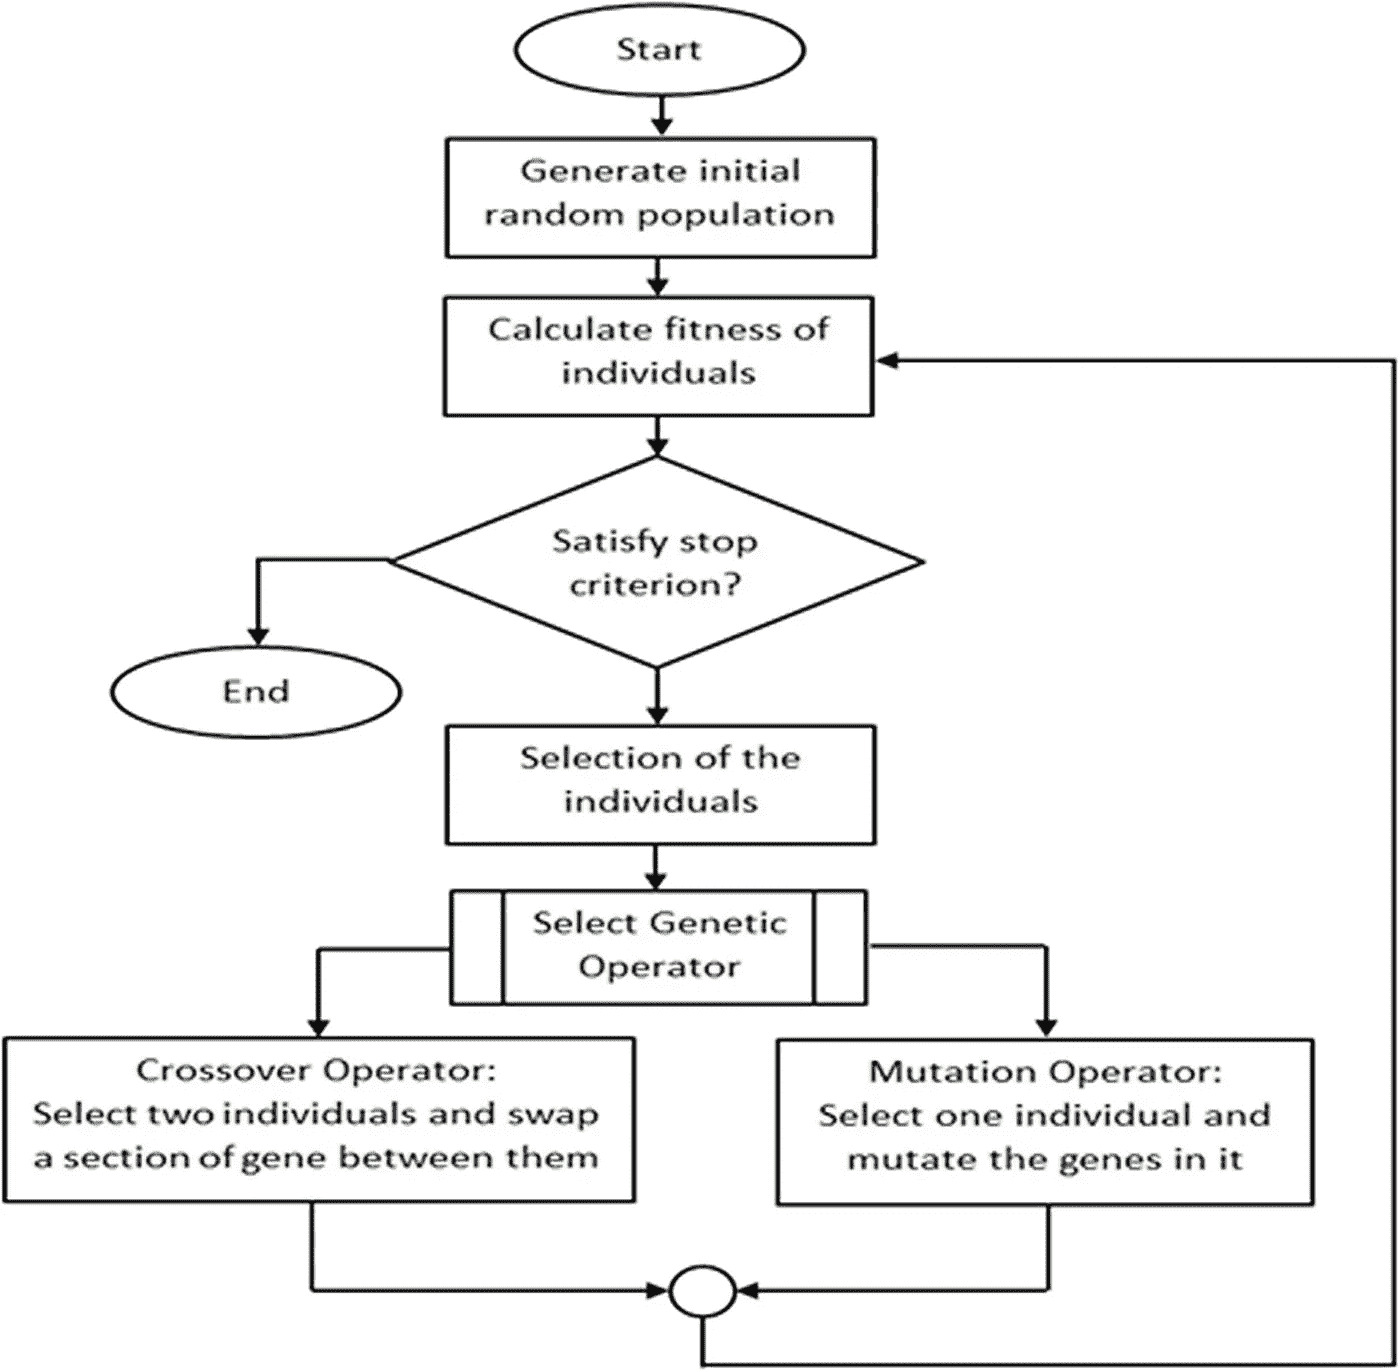 Start
Generate initial
random population
Calculate fitness of
individuals
Satisfy stop
criterion?
End
Selection of the
individuals
Select Genetic
Operator
Crossover Operator:
Select two individuals and swap
a section of gene between them
Mutation Operator:
Select one individual and
mutate the genes in it